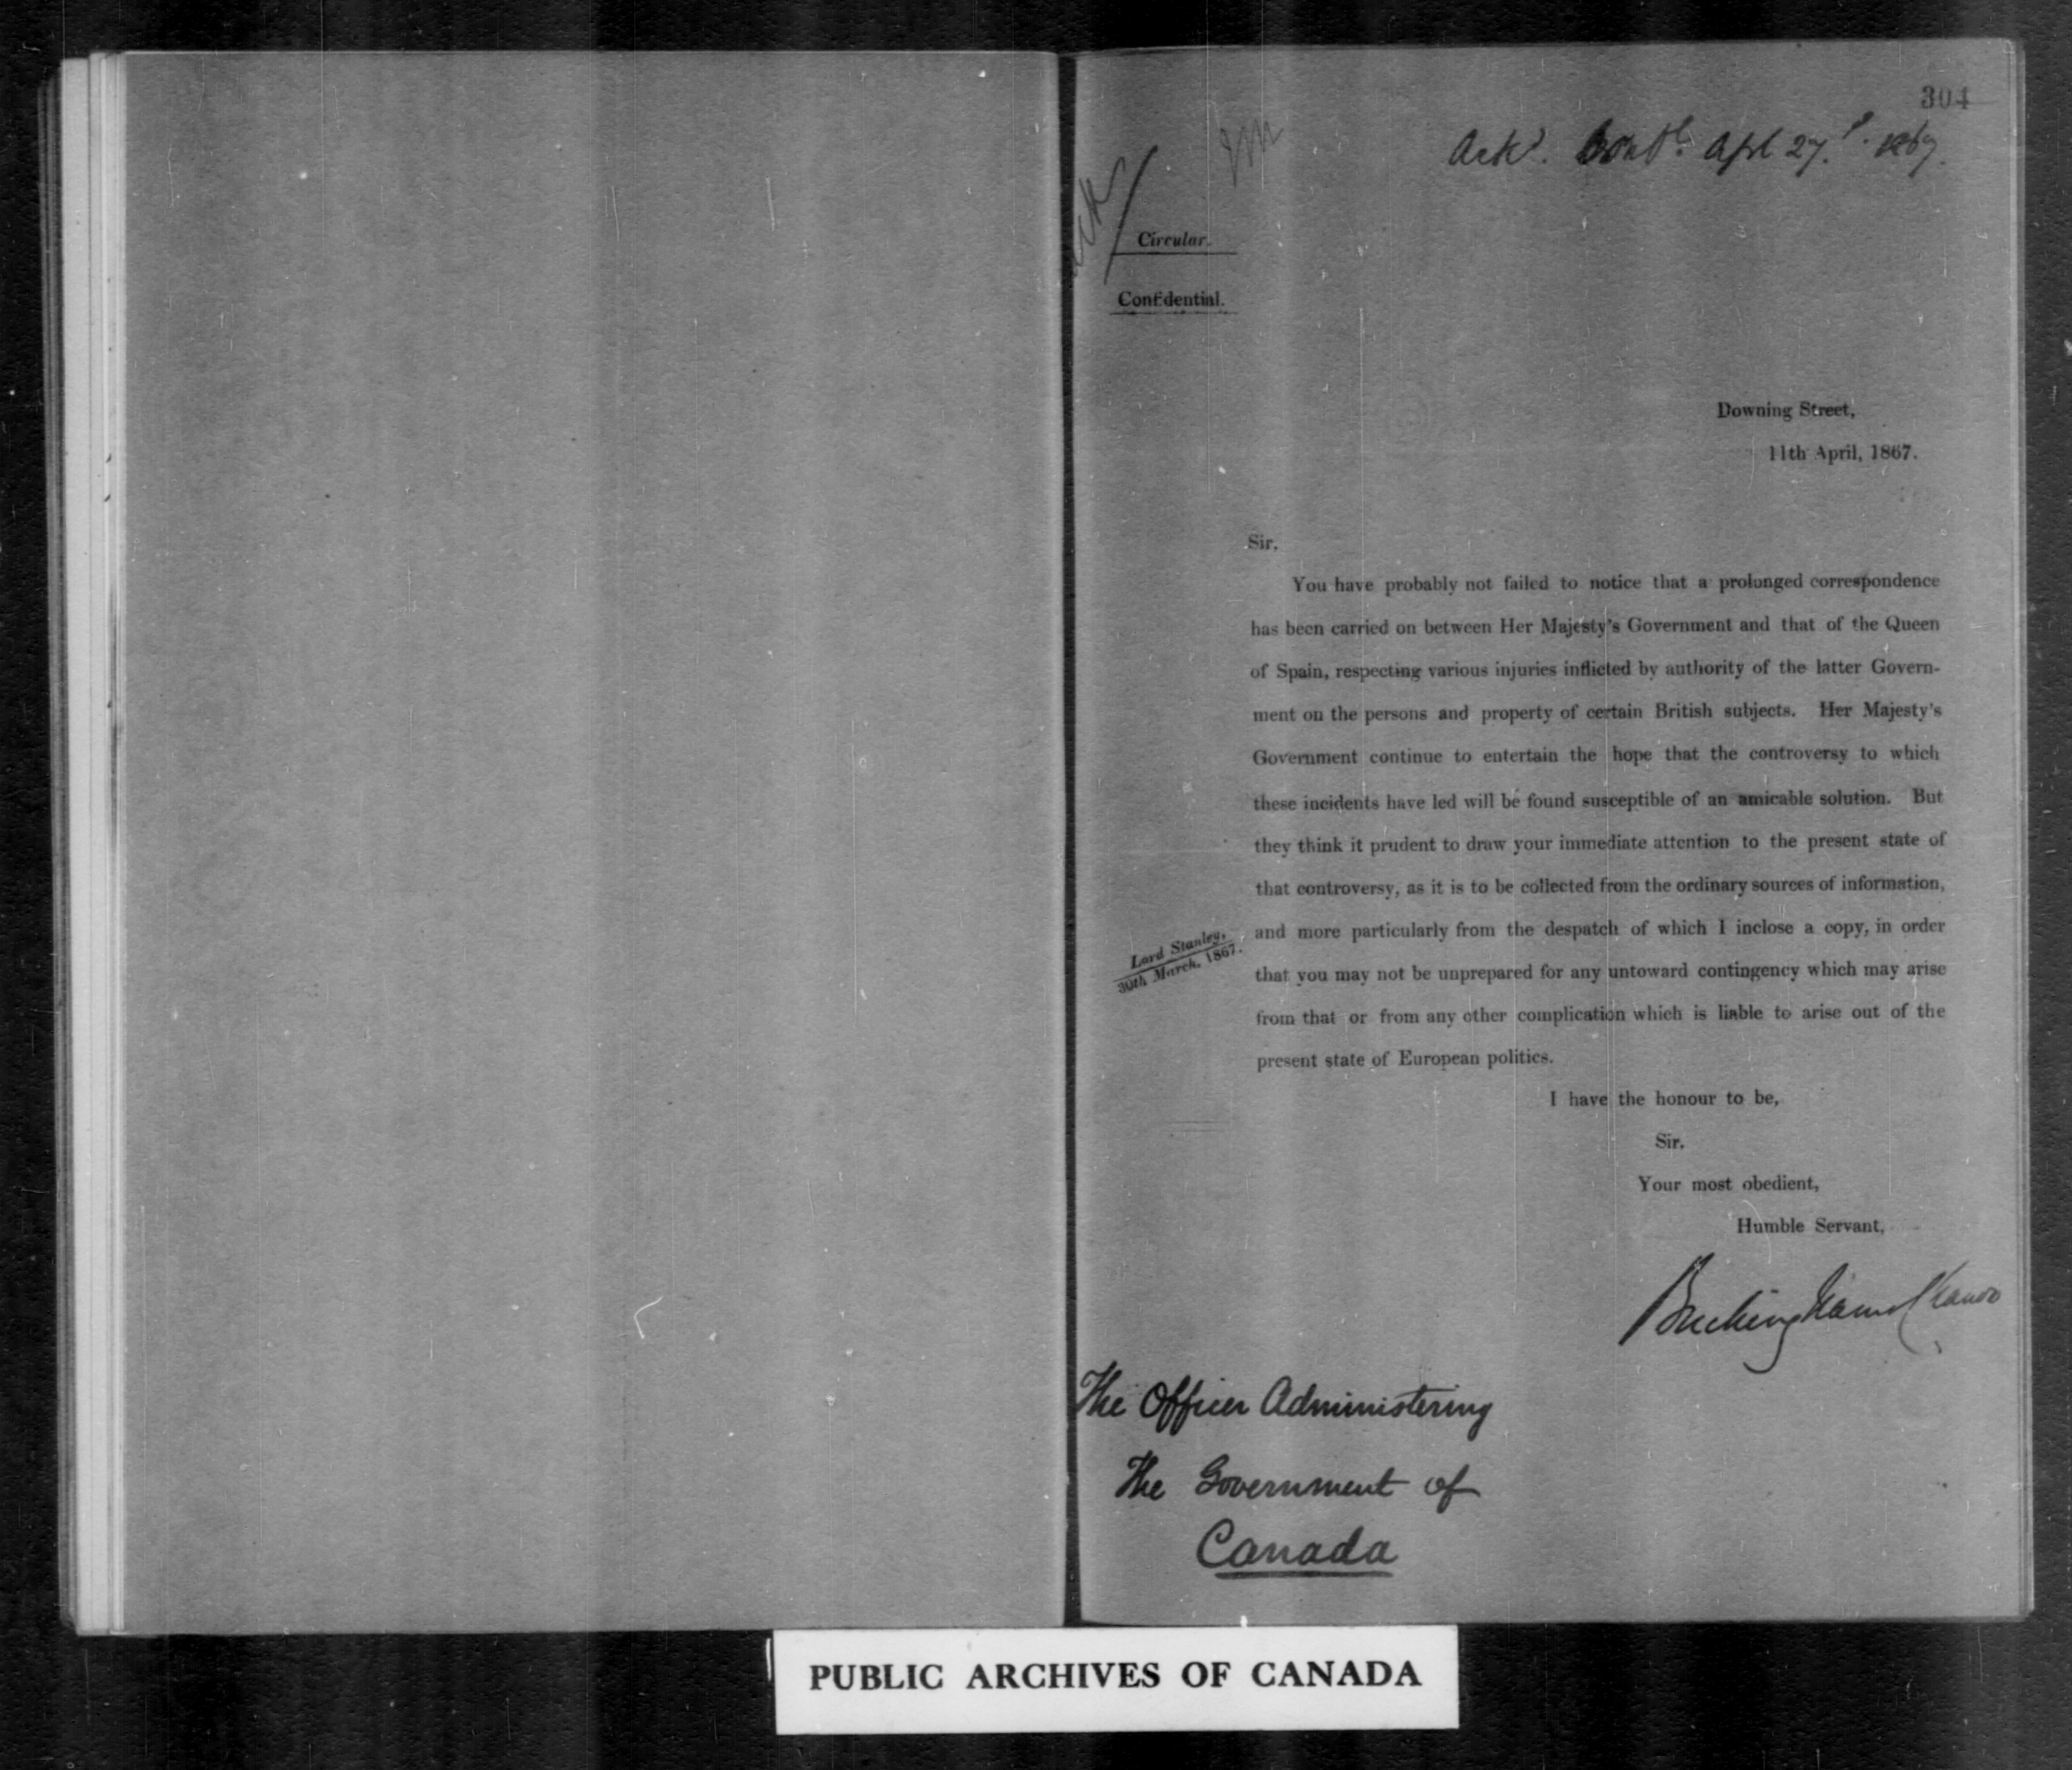 304
Ackd. Confl. Apl 27th 1867.
Ack
Circular.
Confidential.
Downing Street,
11th April, 1867.
Sir,
You have probably not failed to notice that a prolonged correspondence
has been carried on between Her Majesty's Government and that of the Queen
of Spain, respecting various injuries inflicted by authority of the latter Govern-
ment on the persons and property of certain British subjects. Her Majesty's
Government continue to entertain the hope that the controversy to which
these incidents have led will be found susceptible of an amicable solution. But
they think it prudent to draw your immediate attention to the present state of
that controversy, as it is to be collected from the ordinary sources of information,
and more particularly from the despatch of which I inclose a copy, in order
that you may not be unprepared for any untoward contingency which may arise
from that or from any other complication which is liable to arise out of the
present state of European politics.
Lord Stanley,
30th March, 1867.
I have the honour to be,
Sir,
Your most obedient,
Humble Servant,
Buckingham & Chandos
The Officer Administering
The Government of
Canada
PUBLIC ARCHIVES OF CANADA